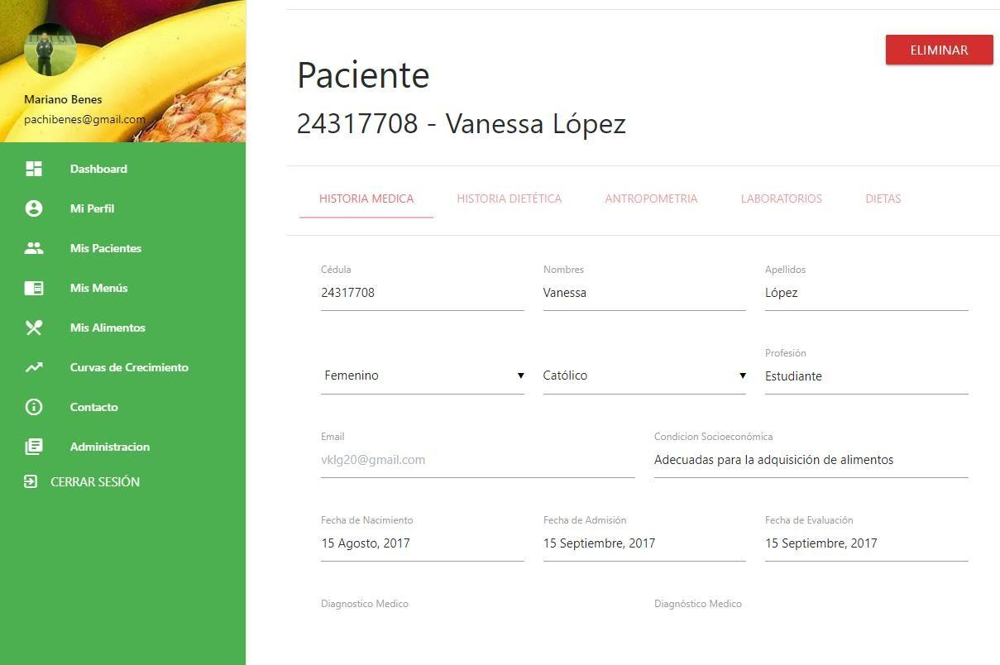 Mariano Benes
pachibenes@gmail.com
Dashboard
Mi Perfil
Mis Pacientes
Mis Menús
Mis Alimentos
Curvas de Crecimiento
Contacto
Administracion
CERRAR SESIÓN
ELIMINAR
Paciente
24317708 - Vanessa López
HISTORIA MEDICA HISTORIA DIETÉTICA ANTROPOMETRIA LABORATORIOS DIETAS
Cédula Nombres Apellidos
24317708 Vanessa López
Profesión
Femenino Católico Estudiante
Email Condicion Socioeconómica
vklg20@gmail.com Adecuadas para la adquisición de alimentos
Fecha de Nacimiento Fecha de Admisión Fecha de Evaluación
15 Agosto, 2017 15 Septiembre, 2017 15 Septiembre, 2017
Diagnostico Medico Diagnóstico Medico